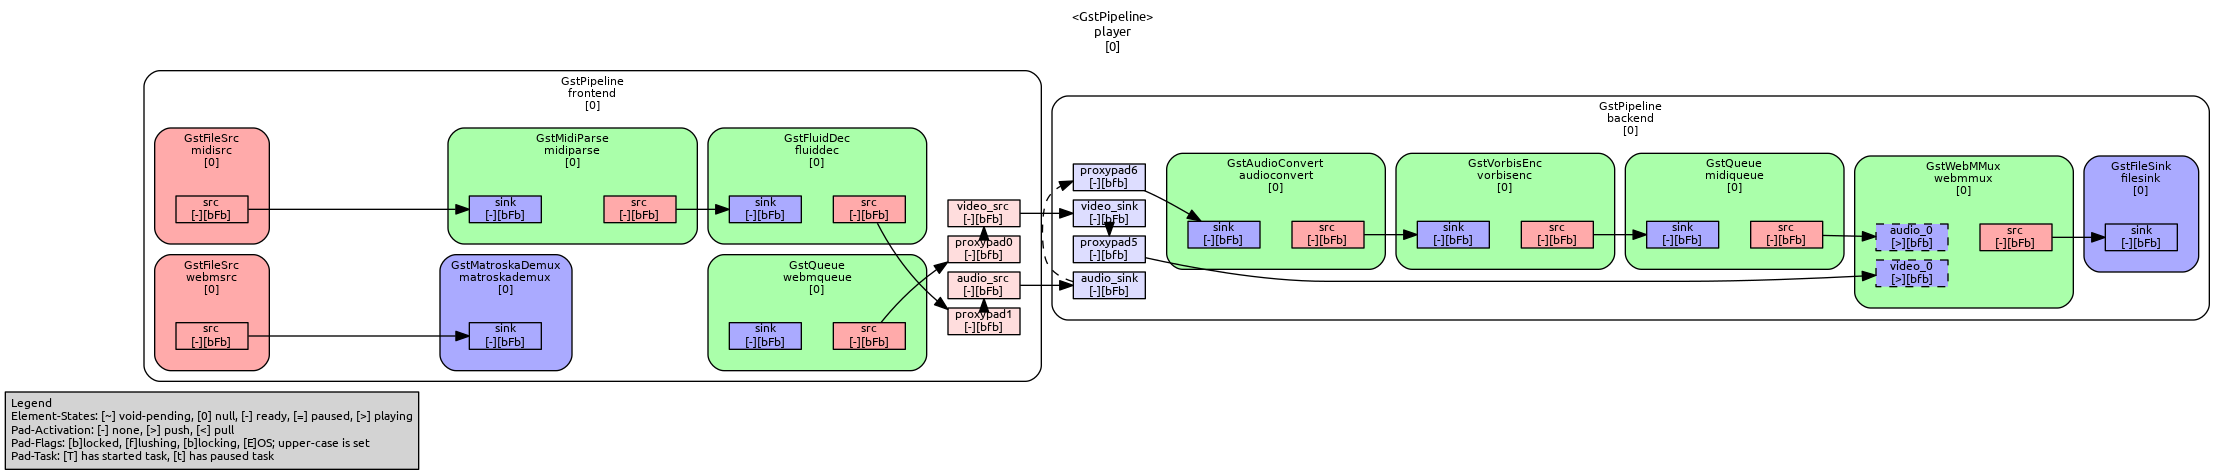 <GstPipeline>
player
[0]
GstPipeline
frontend
[0]
GstFileSrc
midisrc
[0]
src
[-][bFb]
GstMidiParse
midiparse
[0]
sink
[-][bFb]
src
[-][bFb]
GstFluidDec
fluiddec
[0]
sink
[-][bFb]
src
[-][bFb]
GstFileSrc
webmsrc
[0]
src
[-][bFb]
GstMatroskaDemux
matroskademux
[0]
sink
[-][bFb]
GstQueue
webmqueue
[0]
sink
[-][bFb]
src
[-][bFb]
video_src
[-][bFb]
proxypad0
[-][bFb]
audio_src
[-][bFb]
proxypad1
[-][bFb]
GstPipeline
backend
[0]
proxypad6
[-][bfb]
video_sink
[-][bFb]
proxypad5
[-][bFb]
audio_sink
[-][bFb]
GstAudioConvert
audioconvert
[0]
sink
[-][bFb]
src
[-][bFb]
GstVorbisEnc
vorbisenc
[0]
sink
[-][bFb]
src
[-][bFb]
GstQueue
midiqueue
[0]
sink
[-][bFb]
src
[-][bFb]
GstWebMMux
webmmux
[0]
audio_0
[>][bfb]
video_0
[>][bfb]
src
[-][bFb]
GstFileSink
filesink
[0]
sink
[-][bFb]
Legend
Element-States: [~] void-pending, [0] null, [-] ready, [=] paused, [>] playing
Pad-Activation: [-] none, [>] push, [<] pull
Pad-Flags: [b]locked, [f]lushing, [b]locking, [E]OS; upper-case is set
Pad-Task: [T] has started task, [t] has paused task